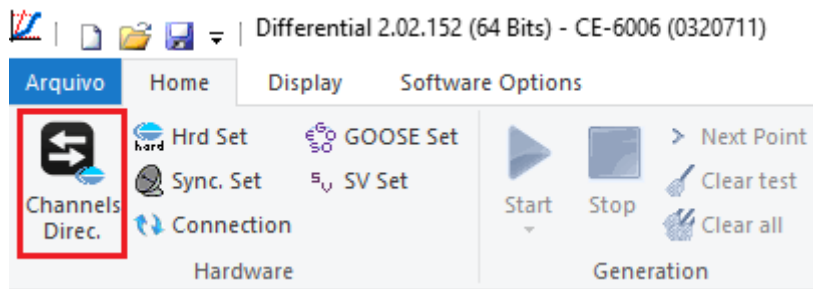 Differential 2.02.152 (64 Bits) - CE-6006 (0320711)
Arquivo Home Display Software Options
Channels Direc.
hard Hrd Set
GOOSE Set
Sync. Set
SV Set
Connection
Start
Stop
Next Point
Clear test
Clear all
Hardware
Generation